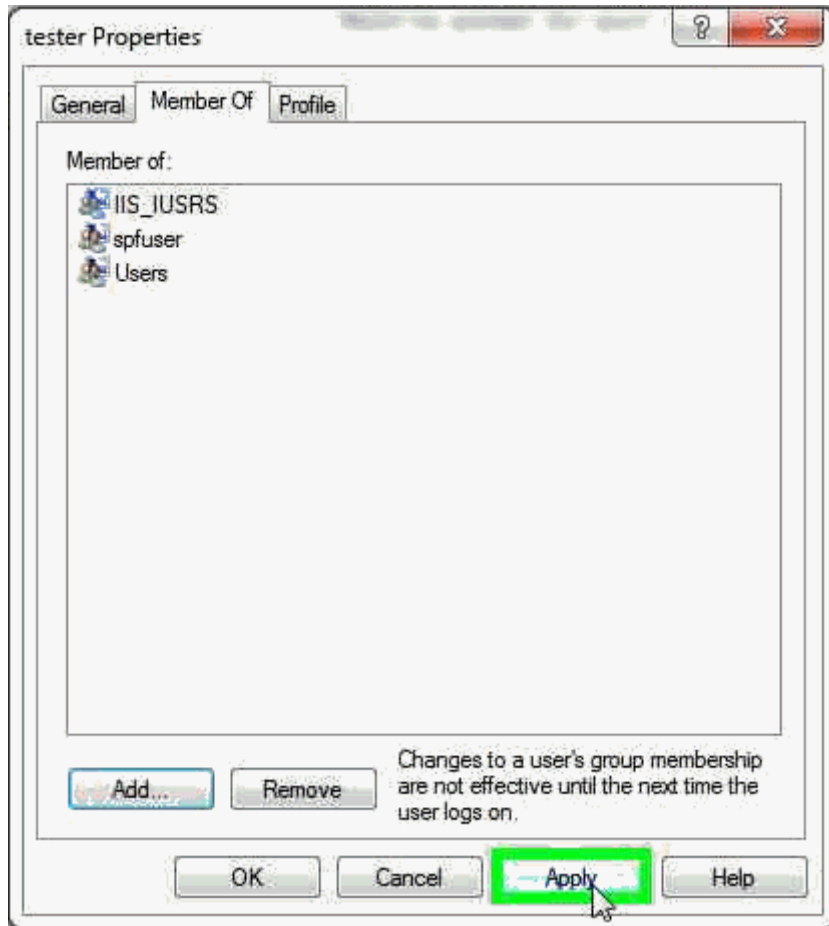 tester Properties
General Member Of Profile
Member of:
IIS_IUSRS
spfuser
Users
Add... Remove
Changes to a user's group membership
are not effective until the next time the
user logs on.
OK Cancel Apply Help